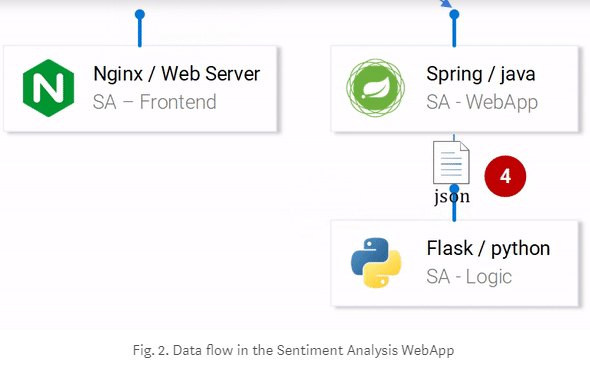 Nginx / Web Server
SA – Frontend
Spring / java
SA - WebApp
json
4
Flask / python
SA - Logic
Fig. 2. Data flow in the Sentiment Analysis WebApp